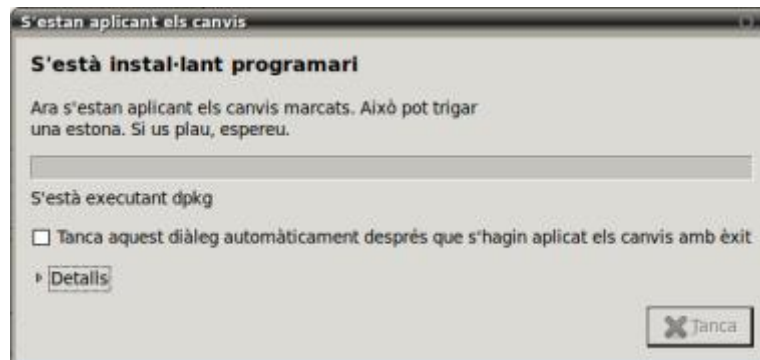 S'estan aplicant els canvis
S'està instal·lant programari
Ara s'estan aplicant els canvis marcats. Això pot trigar
una estona. Si us plau, espereu.
S'està executant dpkg
Tanca aquest diàleg automàticament després que s'hagin aplicat els canvis amb èxit
Detalls
Tanca